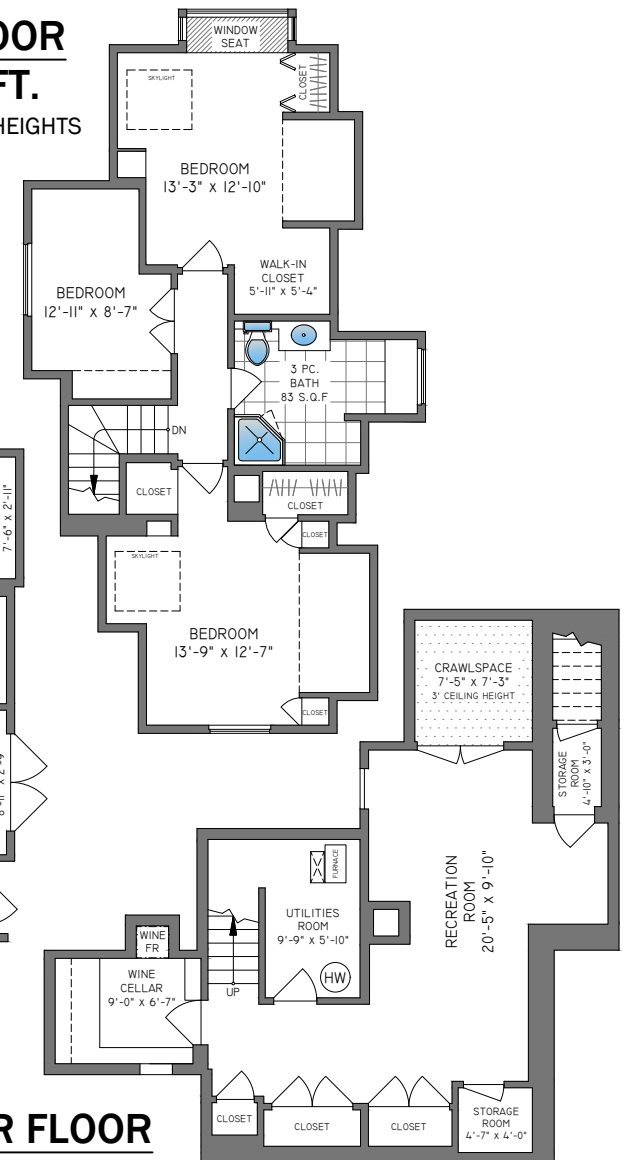 OOR
FT.
HEIGHTS
WINDOW
SEAT
SKYLIGHT
CLOSET
BEDROOM
13'-3" X 12'-10"
WALK-IN
CLOSET
5'-11" X 5'-4"
BEDROOM
12'-11" X 8'-7"
3 PC.
BATH
83 S.Q.F
DN
CLOSET
CLOSET
CLOSET
SKYLIGHT
BEDROOM
13'-9" X 12'-7"
CLOSET
7'-6" X 2'-11"
CRAWLSPACE
7'-5" X 7'-3"
3' CEILING HEIGHT
STORAGE
ROOM
4'-10" X 3'-0"
RECREATION
ROOM
20'-5" X 9'-10"
FURNACE
UTILITIES
ROOM
9'-9" X 5'-10"
HW
UP
WINE
FR
WINE
CELLAR
9'-0" X 6'-7"
CLOSET
CLOSET
CLOSET
STORAGE
ROOM
4'-7" X 4'-0"
R FLOOR